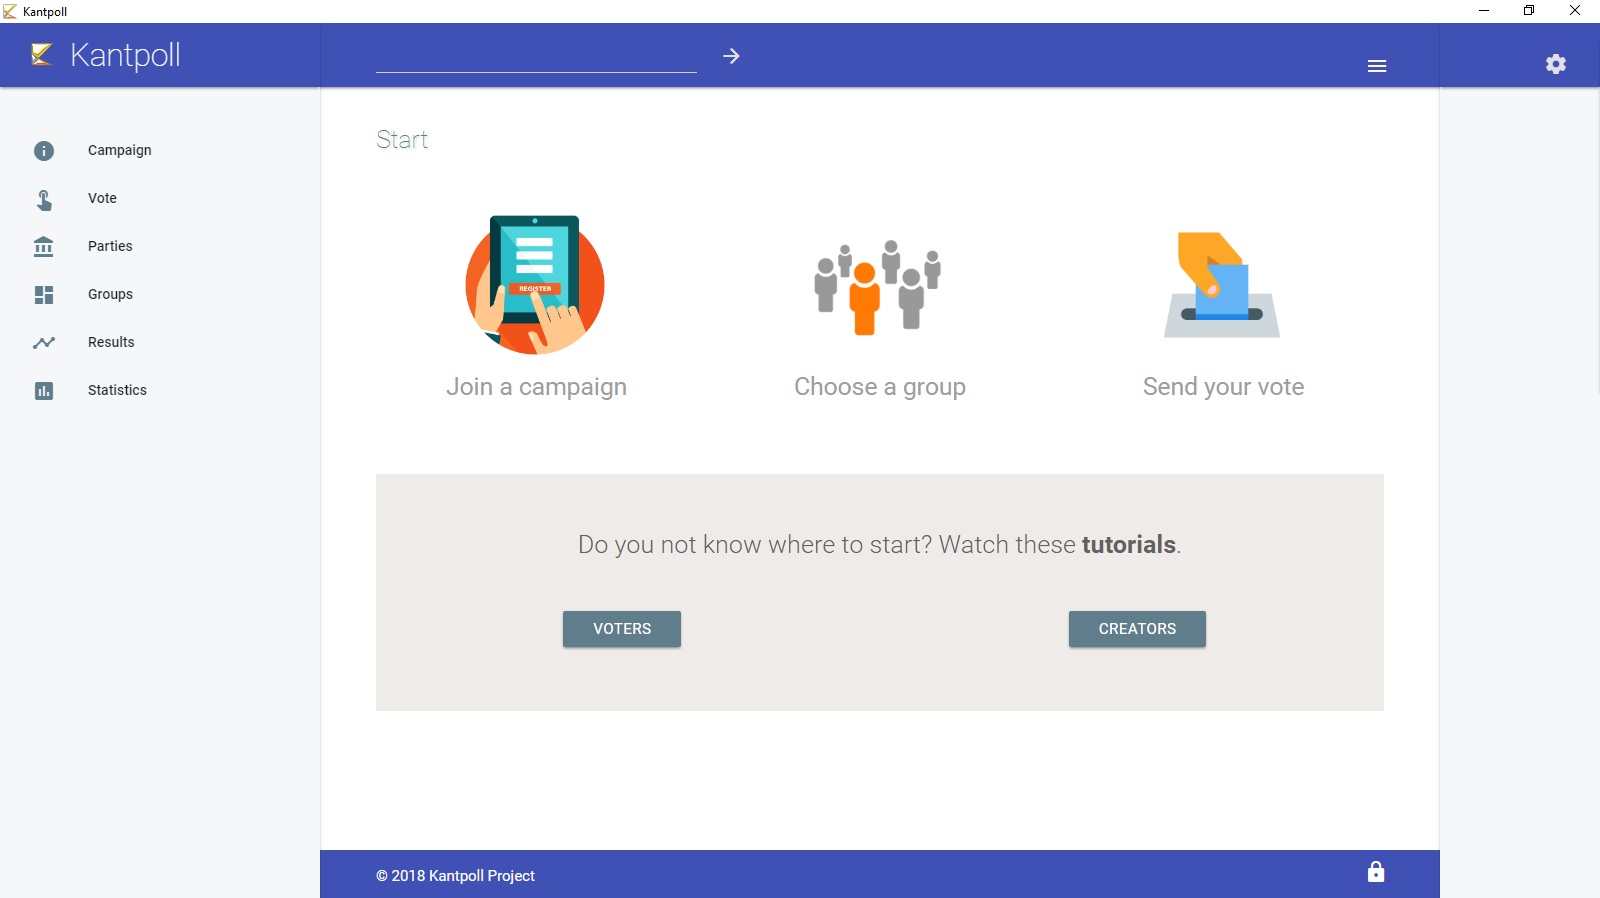 Kantpoll
Kantpoll
Campaign
Vote
Parties
Groups
Results
Statistics
Start
REGISTER
Join a campaign
Choose a group
Send your vote
Do you not know where to start? Watch these tutorials.
VOTERS
CREATORS
© 2018 Kantpoll Project